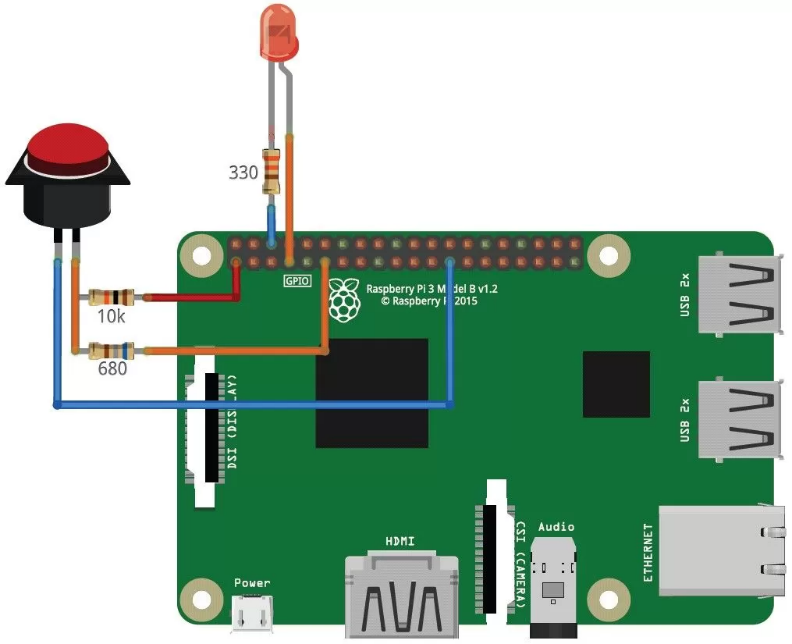 330
10k
680
GPIO
Raspberry Pi 3 Model B v1.2
© Raspberry Pi 2015
USB 2x
USB 2x
DSI (DISPLAY)
CSI (CAMERA)
Audio
HDMI
ETHERNET
Power